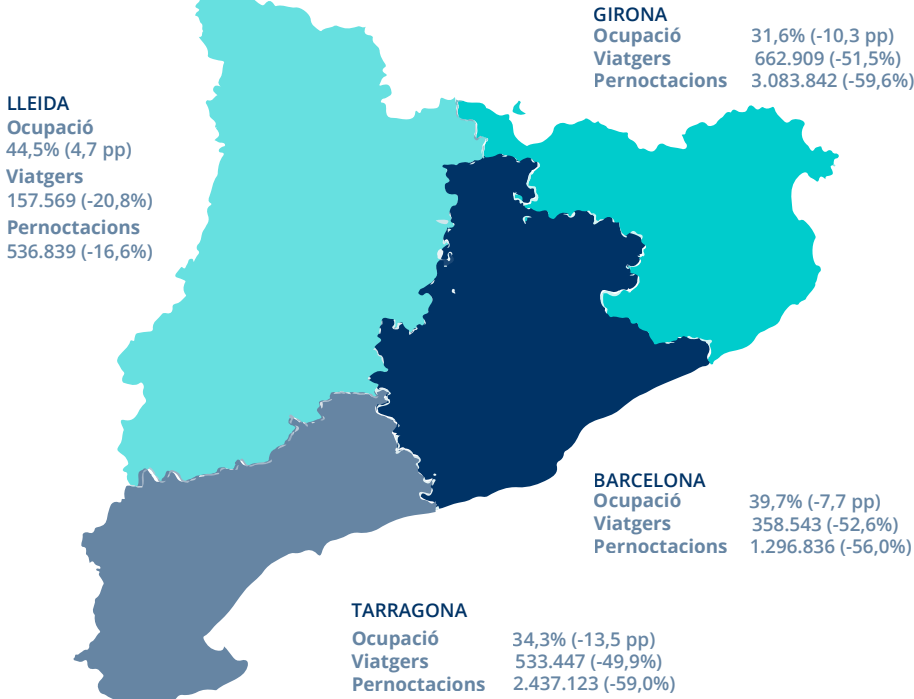 GIRONA
Ocupació 31,6% (-10,3 pp)
Viatgers 662.909 (-51,5%)
Pernoctacions 3.083.842 (-59,6%)
LLEIDA
Ocupació
44,5% (4,7 pp)
Viatgers
157.569 (-20,8%)
Pernoctacions
536.839 (-16,6%)
BARCELONA
Ocupació 39,7% (-7,7 pp)
Viatgers 358.543 (-52,6%)
Pernoctacions 1.296.836 (-56,0%)
TARRAGONA
Ocupació 34,3% (-13,5 pp)
Viatgers 533.447 (-49,9%)
Pernoctacions 2.437.123 (-59,0%)